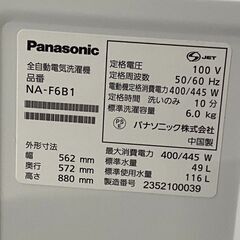 Panasonic
全自動電気洗濯機
品番
NA-F6B1
外形寸法
幅 562 mm
奥行 572 mm
高さ 880 mm
JET
定格電圧 100 V
定格周波数 50/60 Hz
電動機定格消費電力 400/445 W
定格時間 洗いのみ 10 分
標準洗濯容量 6.0 kg
パナソニック株式会社
中国製
最大消費電力 400/445 W
標準水量 49 L
標準使用水量 116 L
製造番号 2352100039